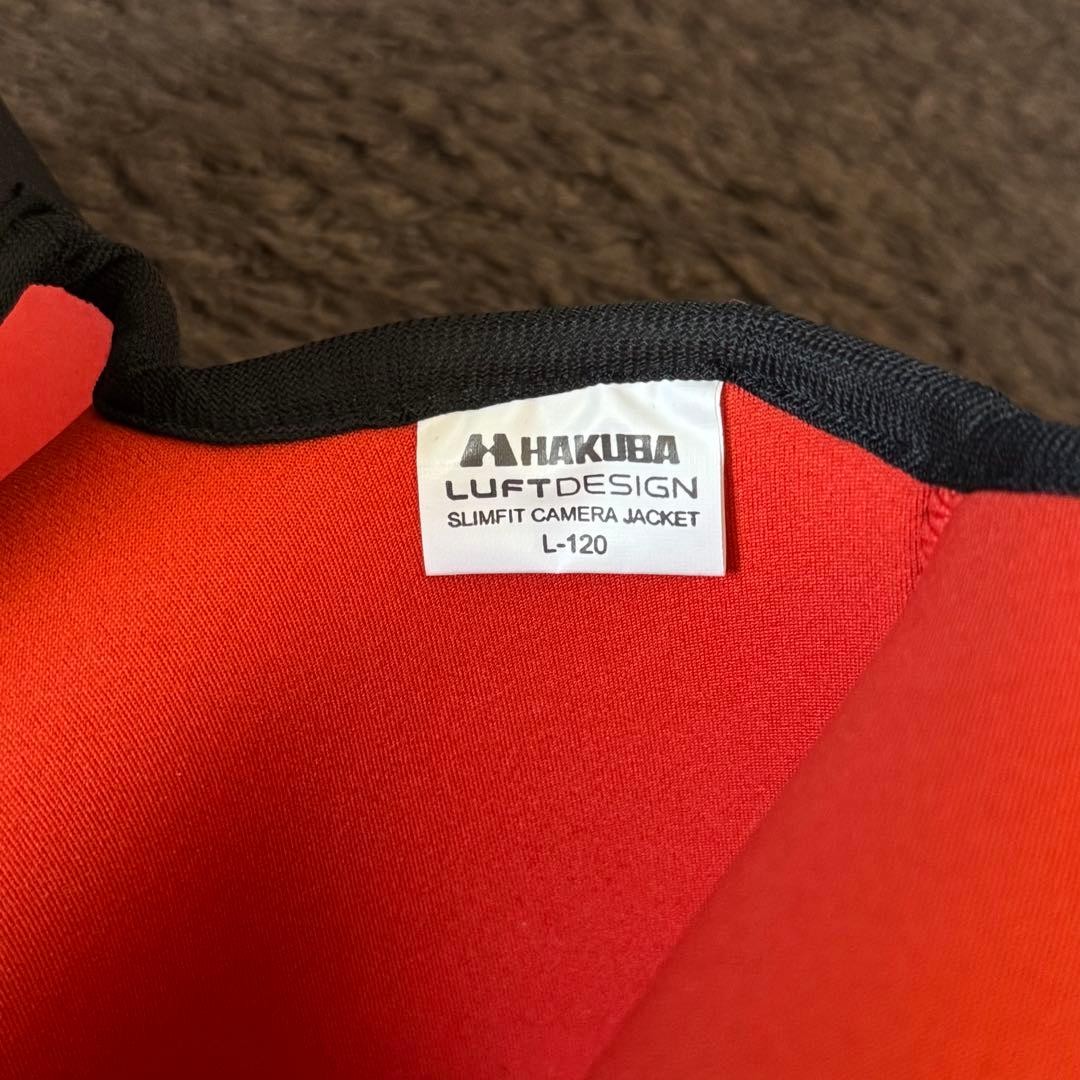 HAKUBA
LUFTDESIGN
SLIMFIT CAMERA JACKET
L-120